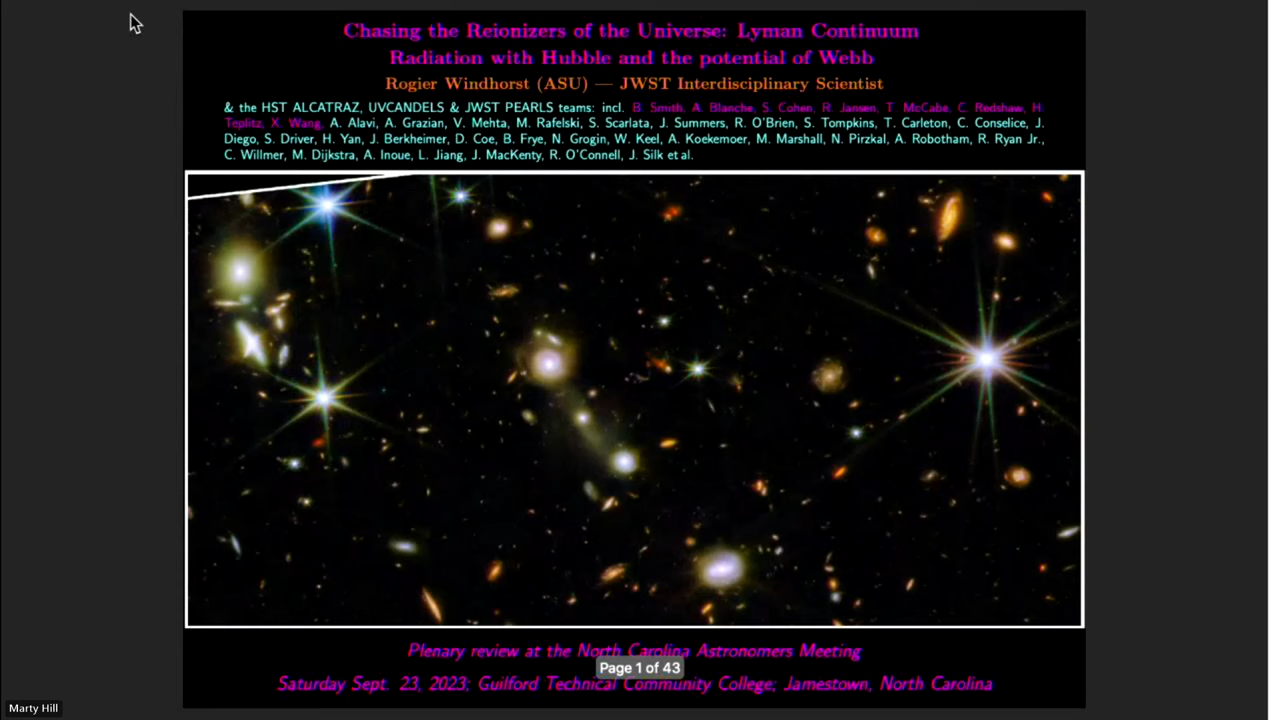 Chasing the Reionizers of the Universe: Lyman Continuum
Radiation with Hubble and the potential of Webb
Rogier Windhorst (ASU) — JWST Interdisciplinary Scientist
& the HST ALCATRAZ, UVCANDELS & JWST PEARLS teams: incl. B. Smith, A. Blanche, S. Cohen, R. Jansen, T. McCabe, C. Redshaw, H.
Teplitz, X. Wang, A. Alavi, A. Grazian, V. Mehta, M. Rafelski, S. Scarlata, J. Summers, R. O'Brien, S. Tompkins, T. Carleton, C. Conselice, J.
Diego, S. Driver, H. Yan, J. Berkheimer, D. Coe, B. Frye, N. Grogin, W. Keel, A. Koekemoer, M. Marshall, N. Pirzkal, A. Robotham, R. Ryan Jr.,
C. Willmer, M. Dijkstra, A. Inoue, L. Jiang, J. MacKenty, R. O'Connell, J. Silk et al.
Plenary review at the North Carolina Astronomers Meeting
Page 1 of 43
Saturday Sept. 23, 2023; Guilford Technical Community College; Jamestown, North Carolina
Marty Hill